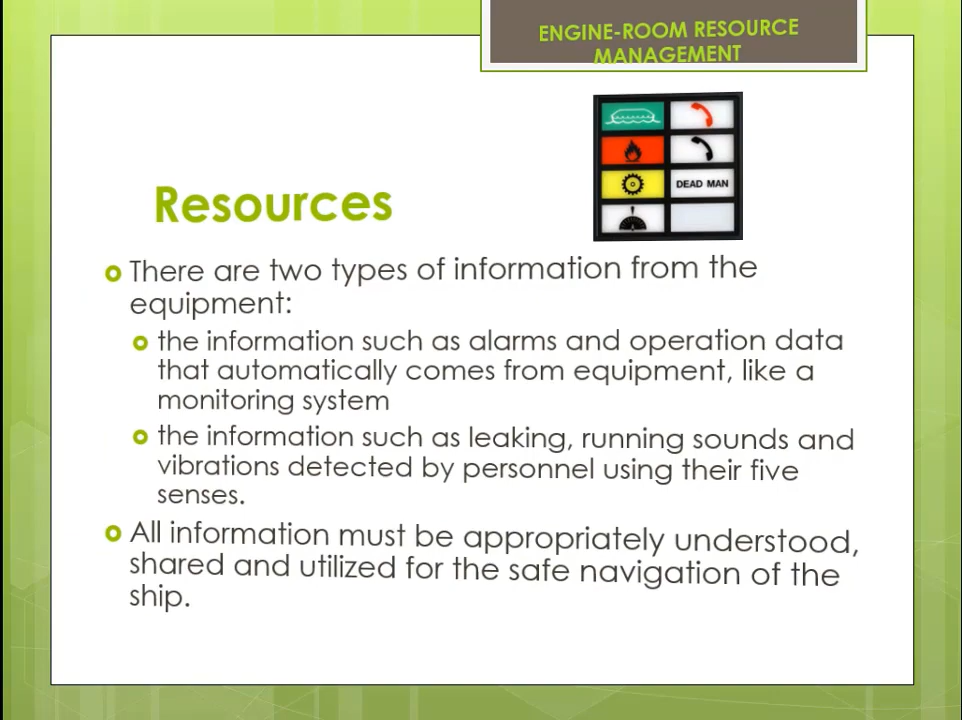 ENGINE-ROOM RESOURCE
MANAGEMENT
DEAD MAN
Resources
There are two types of information from the
equipment:
the information such as alarms and operation data
that automatically comes from equipment, like a
monitoring system
the information such as leaking, running sounds and
vibrations detected by personnel using their five
senses.
All information must be appropriately understood,
shared and utilized for the safe navigation of the
ship.